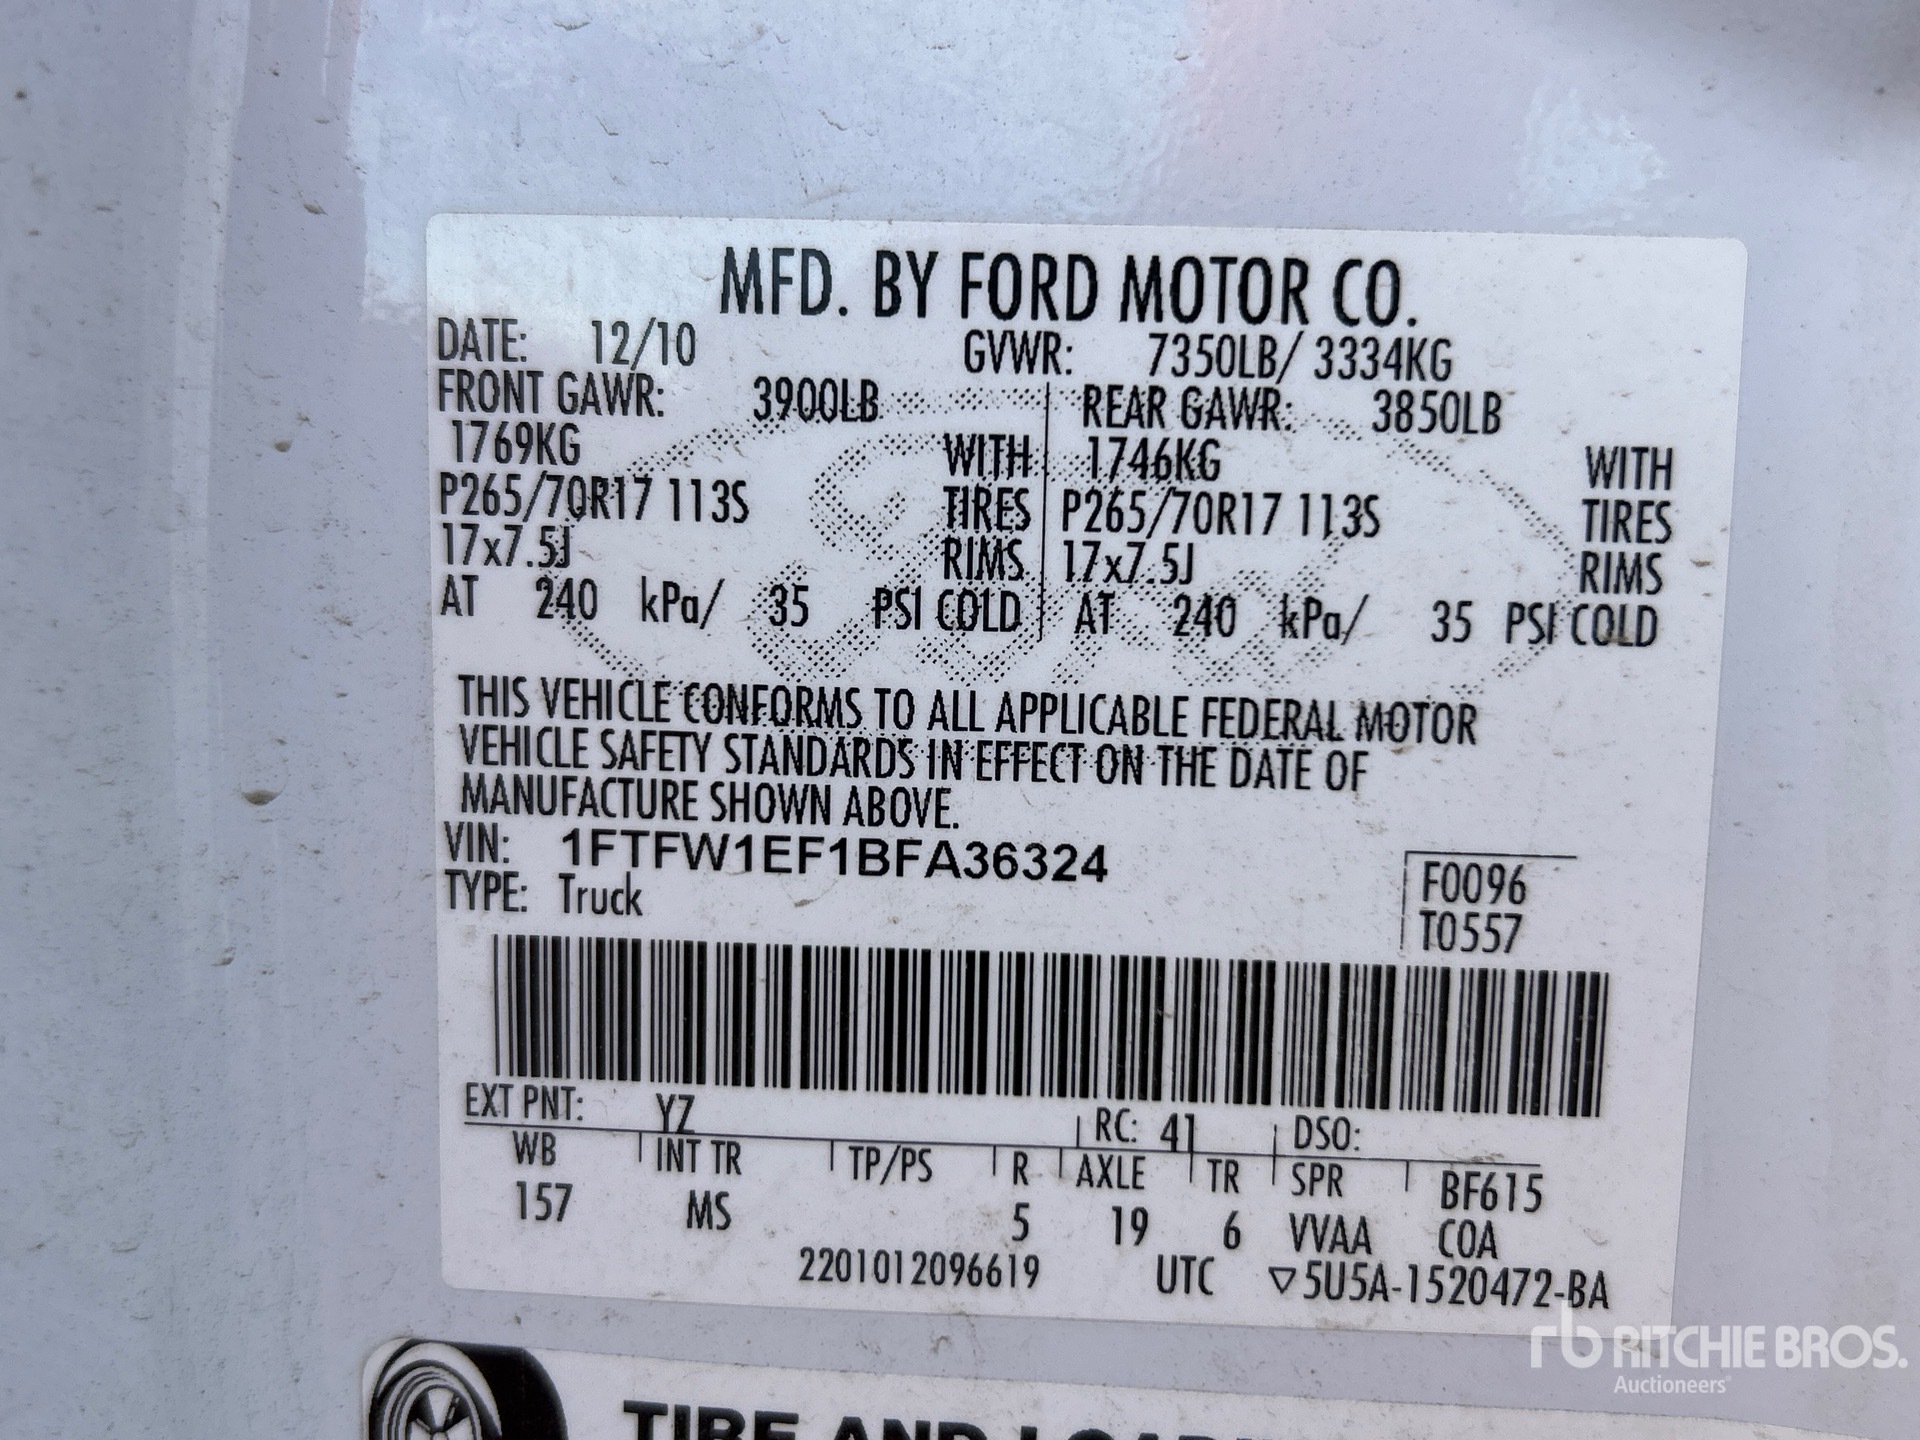 MFD. BY FORD MOTOR CO.
DATE: 12/10 GVWR: 7350LB/ 3334KG
FRONT GAWR: 3900LB REAR GAWR: 3850LB
1769KG WITH 1746KG WITH
P265/70R17 113S TIRES P265/70R17 113S TIRES
17x7.5J RIMS 17x7.5J RIMS
AT 240 kPa/ 35 PSI COLD AT 240 kPa/ 35 PSI COLD
THIS VEHICLE CONFORMS TO ALL APPLICABLE FEDERAL MOTOR
VEHICLE SAFETY STANDARDS IN EFFECT ON THE DATE OF
MANUFACTURE SHOWN ABOVE.
VIN: 1FTFW1EF1BFA36324 F0096
TYPE: Truck T0557
EXT PNT: YZ RC: 41 DSO:
WB INT TR TP/PS R AXLE TR SPR BF615
157 MS 5 19 6 VVAA COA
2201012096619 UTC ▽5U5A-1520472-BA
rb RITCHIE BROS.
Auctioneers
TIRE AND